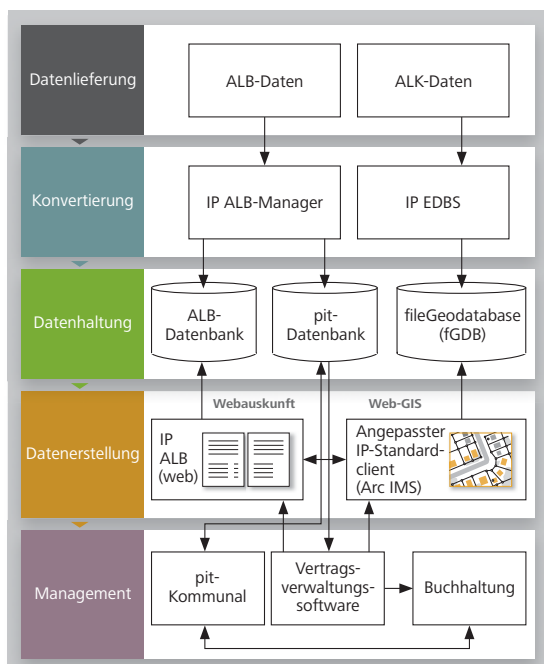 Datenlieferung
ALB-Daten
ALK-Daten
Konvertierung
IP ALB-Manager
IP EDBS
Datenhaltung
ALB-
Datenbank
pit-
Datenbank
fileGeodatabase
(fGDB)
Datenerstellung
Webauskunft
IP
ALB
(web)
Web-GIS
Angepasster
IP-Standard-
client
(Arc IMS)
Management
pit-
Kommunal
Vertrags-
verwaltungs-
software
Buchhaltung